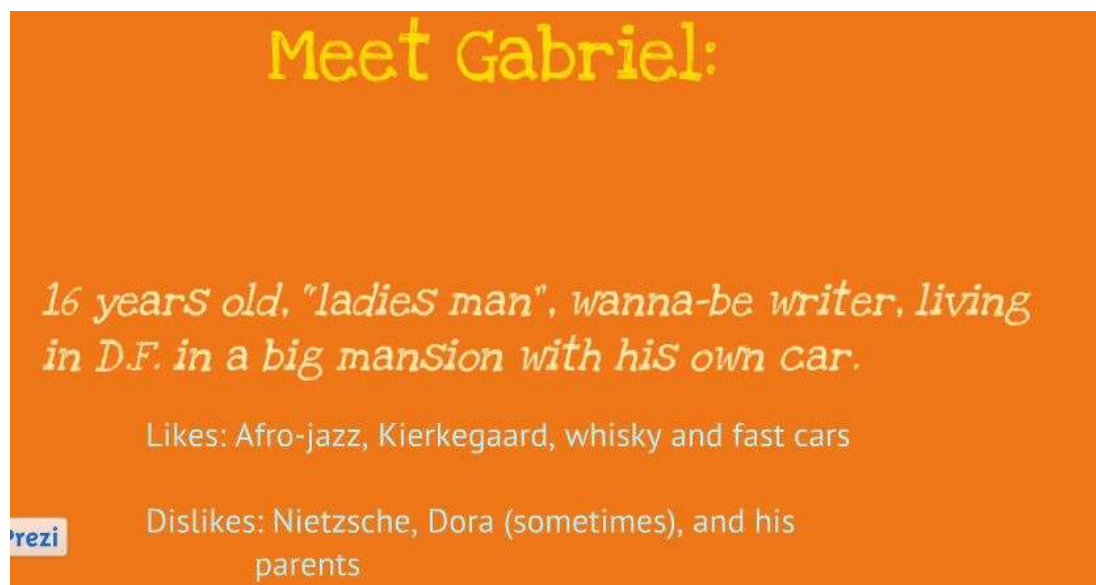 Meet Gabriel:
16 years old, "ladies man", wanna-be writer, living
in D.F. in a big mansion with his own car.
Likes: Afro-jazz, Kierkegaard, whisky and fast cars
Dislikes: Nietzsche, Dora (sometimes), and his
parents
Prezi